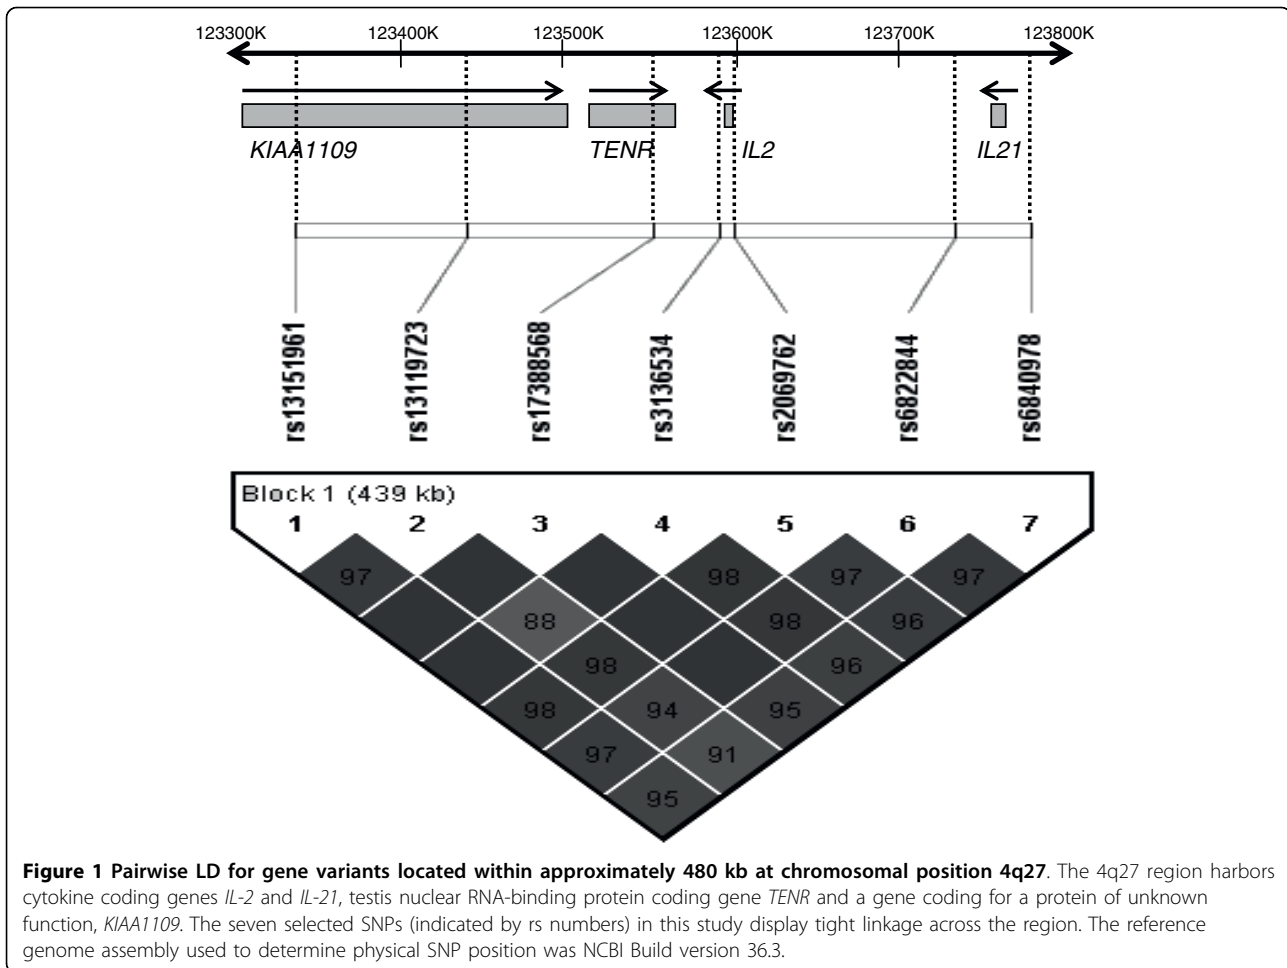 123300K 123400K 123500K 123600K 123700K 123800K
KIAA1109 TENR IL2 IL21
rs13151961 rs13119723 rs17388568 rs3136534 rs2069762 rs6822844 rs6840978
Block 1 (439 kb)
1 2 3 4 5 6 7
97 98 97 97
88 98 96
98 96
98 94 95
97 91
95
Figure 1 Pairwise LD for gene variants located within approximately 480 kb at chromosomal position 4q27. The 4q27 region harbors
cytokine coding genes IL-2 and IL-21, testis nuclear RNA-binding protein coding gene TENR and a gene coding for a protein of unknown
function, KIAA1109. The seven selected SNPs (indicated by rs numbers) in this study display tight linkage across the region. The reference
genome assembly used to determine physical SNP position was NCBI Build version 36.3.